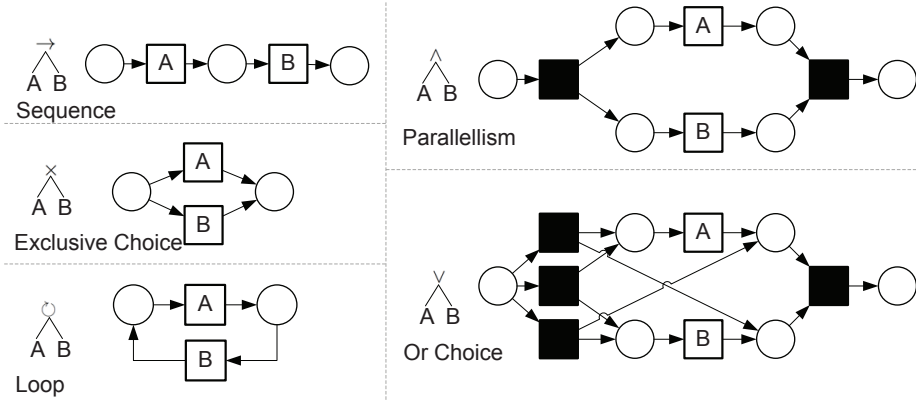 →
A B
A
B
Sequence
×
A B
A
B
Exclusive Choice
↻
A B
A
B
Loop
∧
A B
A
B
Parallellism
∨
A B
A
B
Or Choice